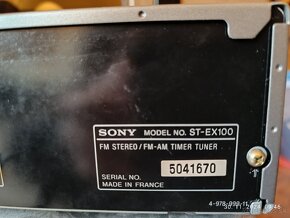 SONY MODEL NO. ST-EX100
FM STEREO/FM-AM TIMER TUNER
SERIAL NO. 5041670
MADE IN FRANCE